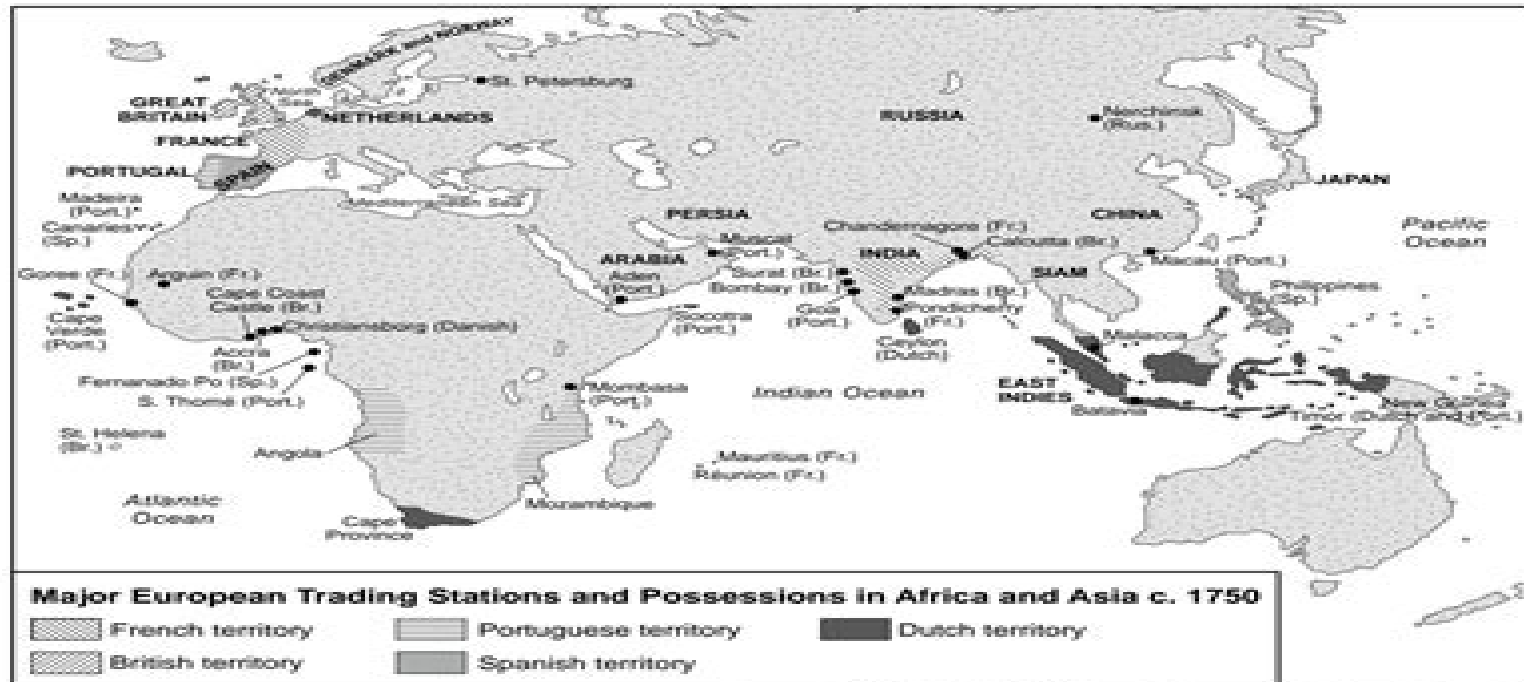 DENMARK and NORWAY
St. Petersburg
North
Sea
GREAT
BRITAIN
NETHERLANDS
RUSSIA
Nerchinsk
(Rus.)
FRANCE
PORTUGAL
SPAIN
JAPAN
Madeira
(Port.)
Mediterranean Sea
Canaries
(Sp.)
PERSIA
CHINA
Pacific
Ocean
Chandernagore (Fr.)
Muscat
(Port.)
Calcutta (Br.)
ARABIA
INDIA
Macau (Port.)
Goree (Fr.)
Arguin (Fr.)
Aden
(Port.)
Surat (Br.)
SIAM
Bombay (Br.)
Philippines
(Sp.)
Cape Coast
Castle (Br.)
Madras (Br.)
Cape
Verde
(Port.)
Christiansborg (Danish)
Socotra
(Port.)
Goa
(Port.)
Pondicherry
(Fr.)
Malacca
Accra
(Br.)
Ceylon
(Dutch)
Fernanado Po (Sp.)
S. Thomé (Port.)
Mombasa
(Port.)
Indian Ocean
EAST
INDIES
Batavia
New Guinea
Timor (Dutch and Port.)
St. Helena
(Br.)
Angola
Mauritius (Fr.)
Réunion (Fr.)
Atlantic
Ocean
Mozambique
Cape
Province
Major European Trading Stations and Possessions in Africa and Asia c. 1750
French territory
Portuguese territory
Dutch territory
British territory
Spanish territory